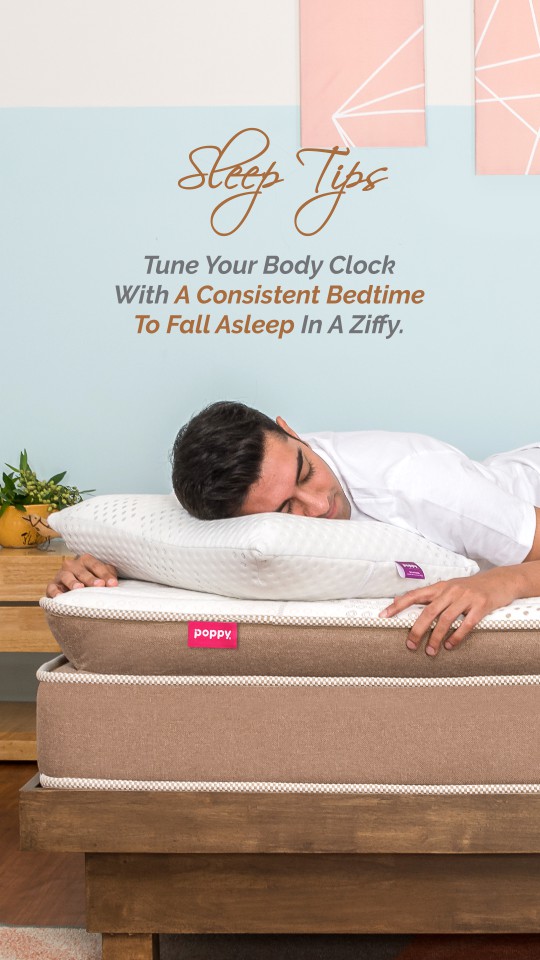 Sleep Tips
Tune Your Body Clock
With A Consistent Bedtime
To Fall Asleep In A Ziffy.
poppy.